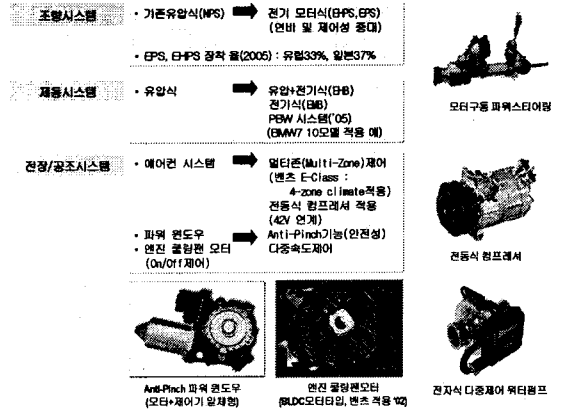 조향시스템
• 기존유압식(MPS)
전기 모터식(EHPS,EPS)
(연비 및 제어성 증대)
• EPS, EHPS 장착 율(2005) : 유럽33%, 일본37%
모터구동 파워스티어링
제동시스템
• 유압식
유압+전기식(EHB)
전기식(EMB)
PBW 시스템('05)
(BMW7 10모델 적용 예)
전장/공조시스템
• 에어컨 시스템
멀티존(Multi-Zone)제어
(벤츠 E-Class :
4-zone climate적용)
전동식 컴프레셔 적용
(42V 연계)
• 파워 윈도우
Anti-Pinch기능(안전성)
• 엔진 쿨링팬 모터
다중속도제어
(On/Off제어)
전동식 컴프레셔
Anti-Pinch 파워 윈도우
(모터+제어기 일체형)
엔진 쿨링팬모터
(BLDC모터타입, 벤츠 적용 '02)
전자식 다중제어 워터펌프